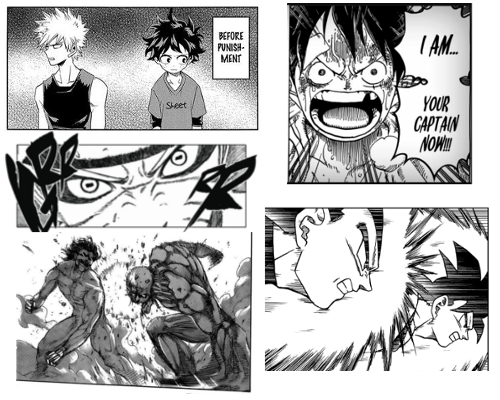 BEFORE
PUNISH-
MENT
Sheet
I AM...
YOUR
CAPTAIN
NOW!!!